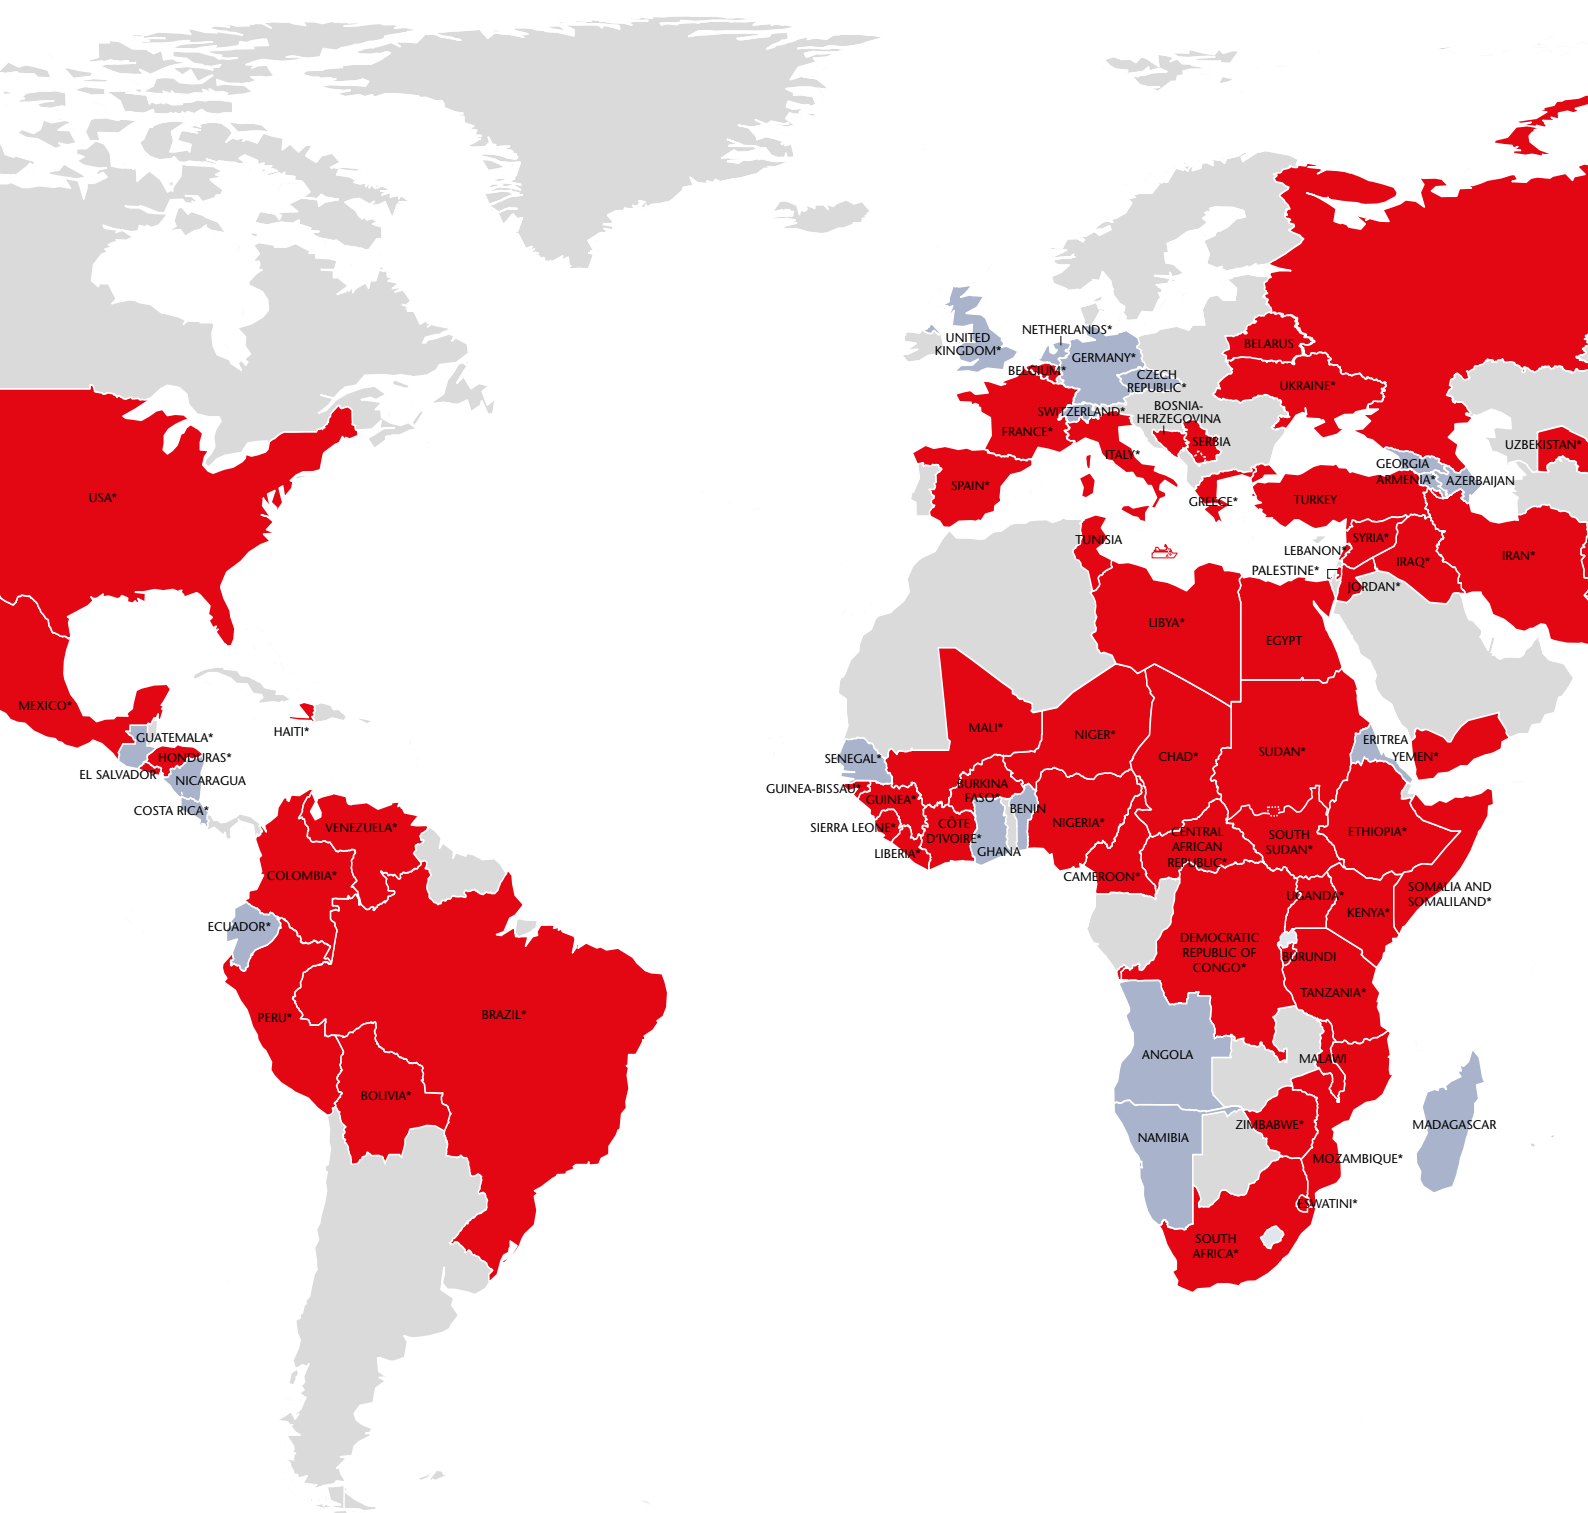 UNITED
KINGDOM*
NETHERLANDS*
GERMANY*
BELGIUM*
CZECH
REPUBLIC*
BELARUS
UKRAINE*
SWITZERLAND*
BOSNIA-
HERZEGOVINA
FRANCE*
SERBIA
ITALY*
UZBEKISTAN*
GEORGIA
ARMENIA*
AZERBAIJAN
SPAIN*
GREECE*
TURKEY
USA*
TUNISIA
SYRIA*
LEBANON*
IRAQ*
IRAN*
PALESTINE*
JORDAN*
LIBYA*
EGYPT
MEXICO*
HAITI*
GUATEMALA*
HONDURAS*
EL SALVADOR
NICARAGUA
COSTA RICA*
MALI*
NIGER*
CHAD*
SUDAN*
ERITREA
YEMEN*
SENEGAL*
GUINEA-BISSAU*
GUINEA*
BURKINA
FASO*
BENIN
SIERRA LEONE*
CÔTE
D'IVOIRE*
GHANA
LIBERIA*
NIGERIA*
CENTRAL
AFRICAN
REPUBLIC*
SOUTH
SUDAN*
ETHIOPIA*
CAMEROON*
VENEZUELA*
COLOMBIA*
ECUADOR*
UGANDA*
KENYA*
SOMALIA AND
SOMALILAND*
DEMOCRATIC
REPUBLIC OF
CONGO*
BURUNDI
TANZANIA*
PERU*
BRAZIL*
BOLIVIA*
ANGOLA
MALAWI
NAMIBIA
ZIMBABWE*
MADAGASCAR
MOZAMBIQUE*
ESWATINI*
SOUTH
AFRICA*